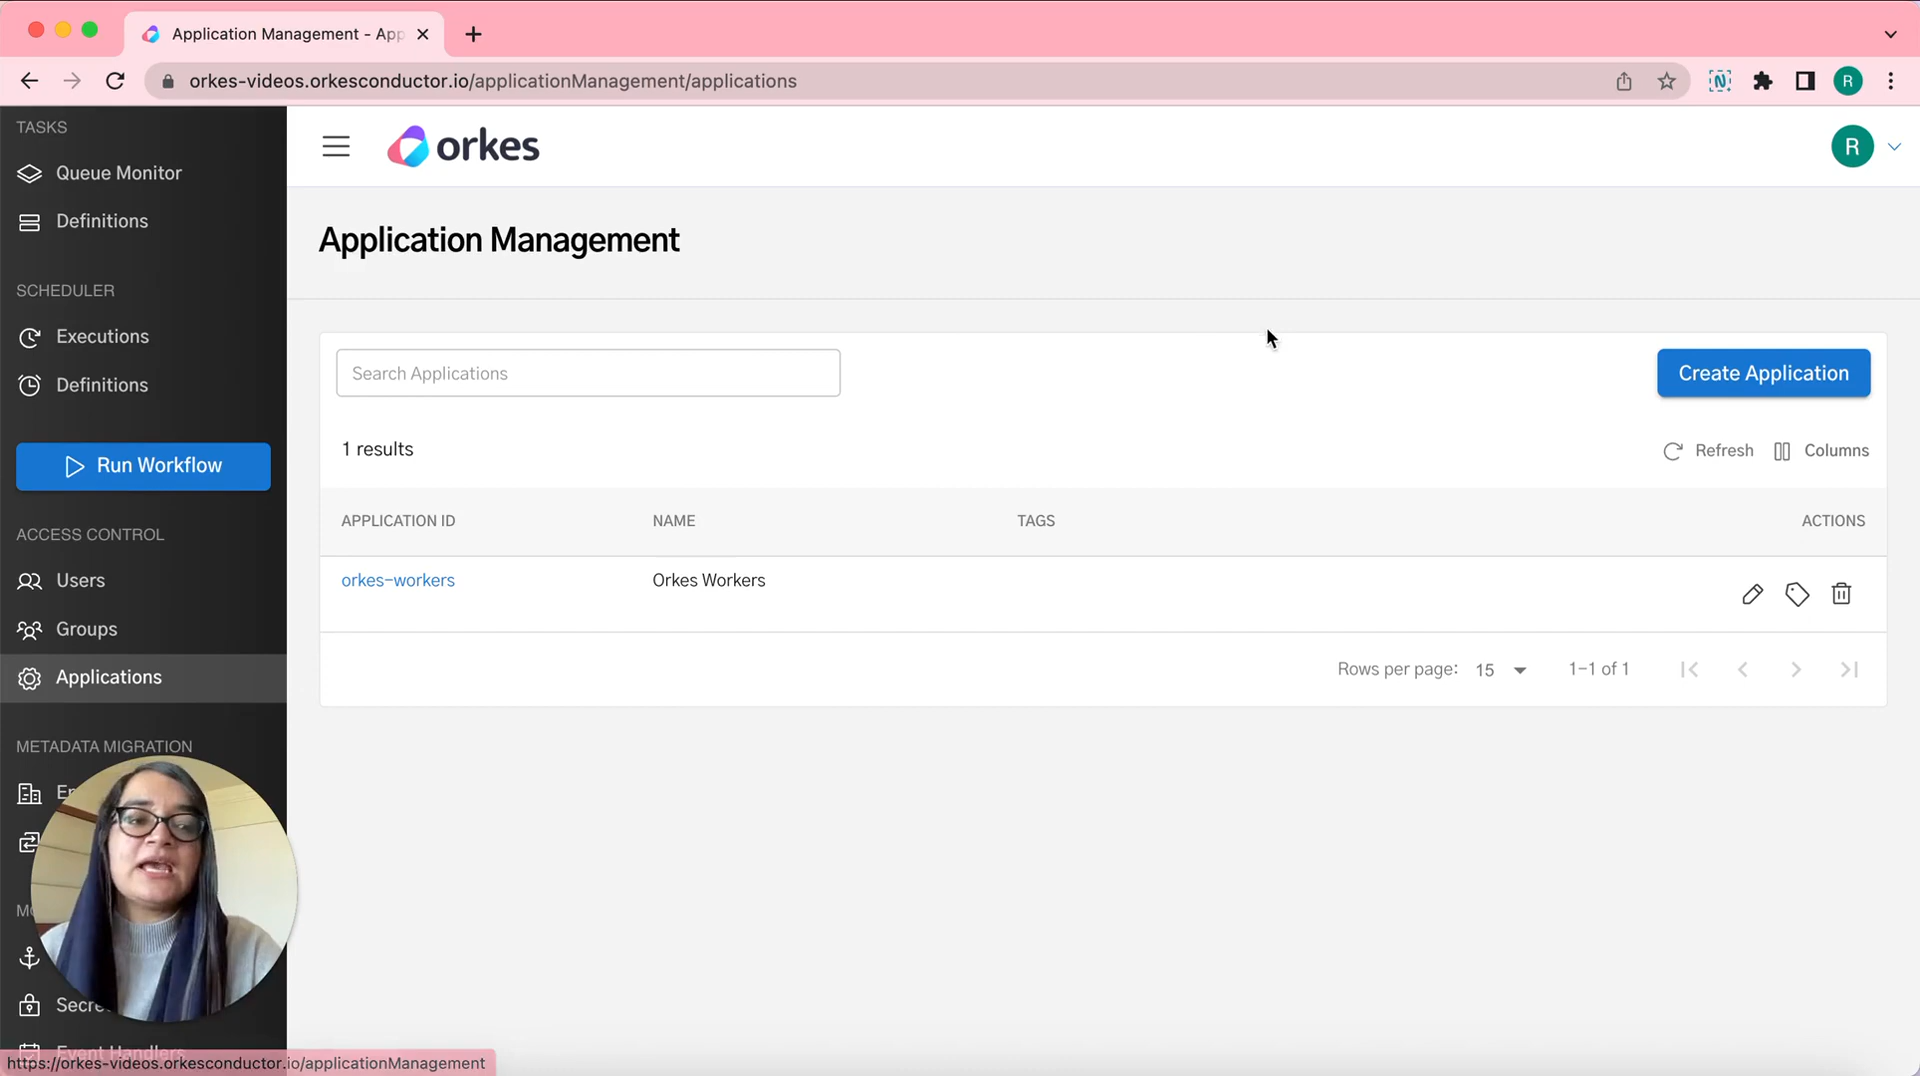 Application Management - App
orkes-videos.orkesconductor.io/applicationManagement/applications
R
TASKS
Queue Monitor
Definitions
SCHEDULER
Executions
Definitions
Run Workflow
ACCESS CONTROL
Users
Groups
Applications
METADATA MIGRATION
Secre
Event Handlers
https://orkes-videos.orkesconductor.io/applicationManagement
orkes
R
Application Management
Search Applications
Create Application
1 results
Refresh
Columns
APPLICATION ID NAME TAGS ACTIONS
orkes-workers Orkes Workers
Rows per page: 15 1-1 of 1